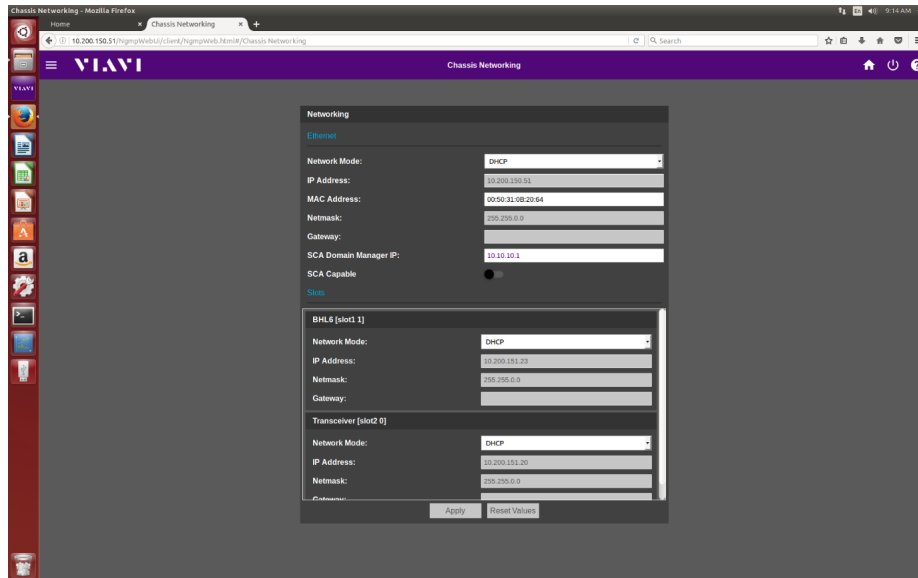 Chassis Networking - Mozilla Firefox
En 9:14 AM
Home × Chassis Networking × +
10.200.150.51/NgmpWebUi/client/NgmpWeb.html#/Chassis Networking
Search
VIAVI Chassis Networking
VIAVI
Networking
Ethernet
Network Mode: DHCP
IP Address: 10.200.150.51
MAC Address: 00:50:31:0B:20:64
Netmask: 255.255.0.0
Gateway:
SCA Domain Manager IP: 10.10.10.1
SCA Capable
Slots
BHL6 [slot1 1]
Network Mode: DHCP
IP Address: 10.200.151.23
Netmask: 255.255.0.0
Gateway:
Transceiver [slot2 0]
Network Mode: DHCP
IP Address: 10.200.151.20
Netmask: 255.255.0.0
Gateway:
Apply Reset Values